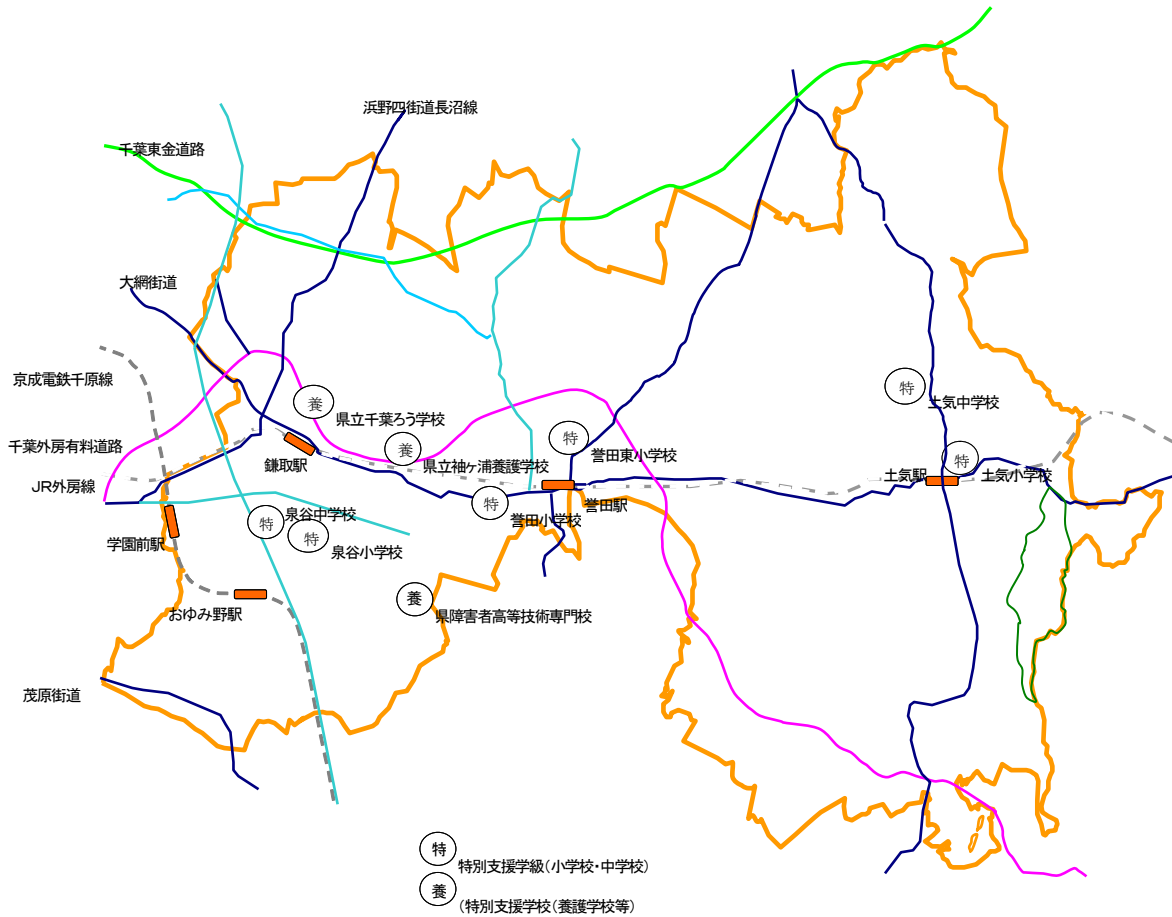 浜野四街道長沼線
千葉東金道路
大網街道
京成電鉄千原線
養
県立千葉ろう学校
特
土気中学校
千葉外房有料道路
鎌取駅
養
県立袖ヶ浦養護学校
特
誉田東小学校
特
土気駅
土気小学校
JR外房線
特
誉田小学校
誉田駅
特
泉谷中学校
学園前駅
特
泉谷小学校
おゆみ野駅
養
県障害者高等技術専門校
茂原街道
特
特別支援学級(小学校・中学校)
養
(特別支援学校(養護学校等)